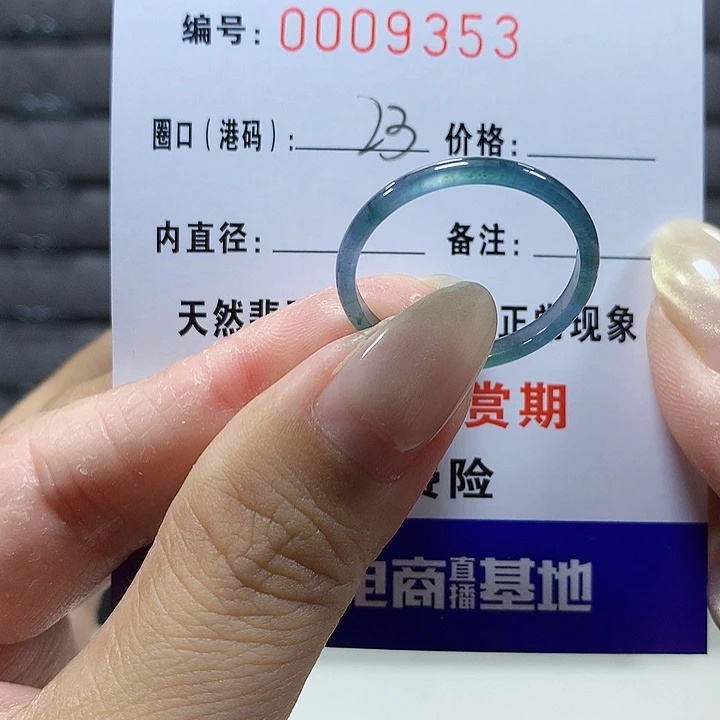 编号: 0009353
圈口(港码): 23 价格:
内直径: 备注:
天然 正常现象
赏期
险
电商直播基地